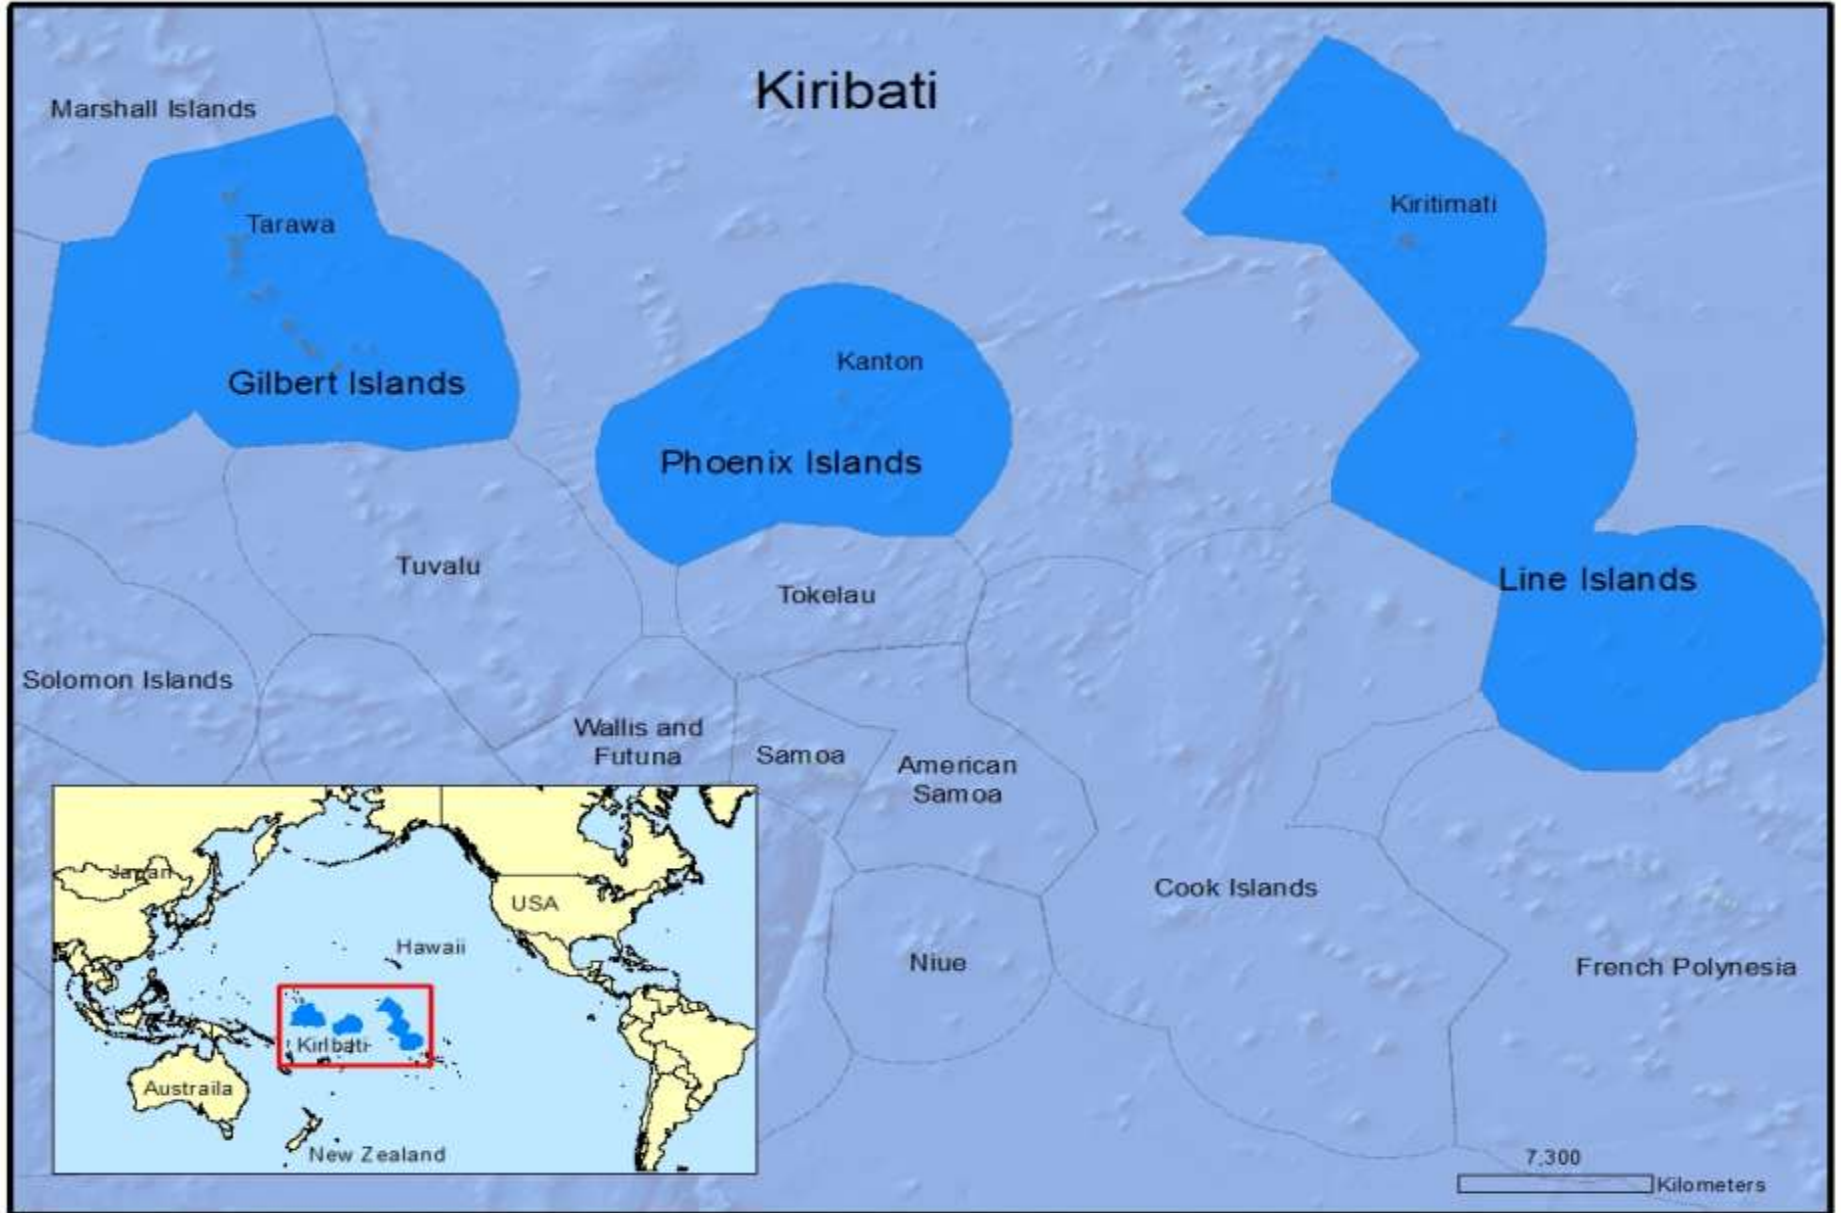 Kiribati
Marshall Islands
Tarawa
Gilbert Islands
Kiritimati
Kanton
Phoenix Islands
Line Islands
Tuvalu
Tokelau
Solomon Islands
Wallis and
Futuna
Samoa
American
Samoa
Cook Islands
Niue
French Polynesia
Japan
USA
Hawaii
Kiribati
Austraila
New Zealand
7,300
Kilometers